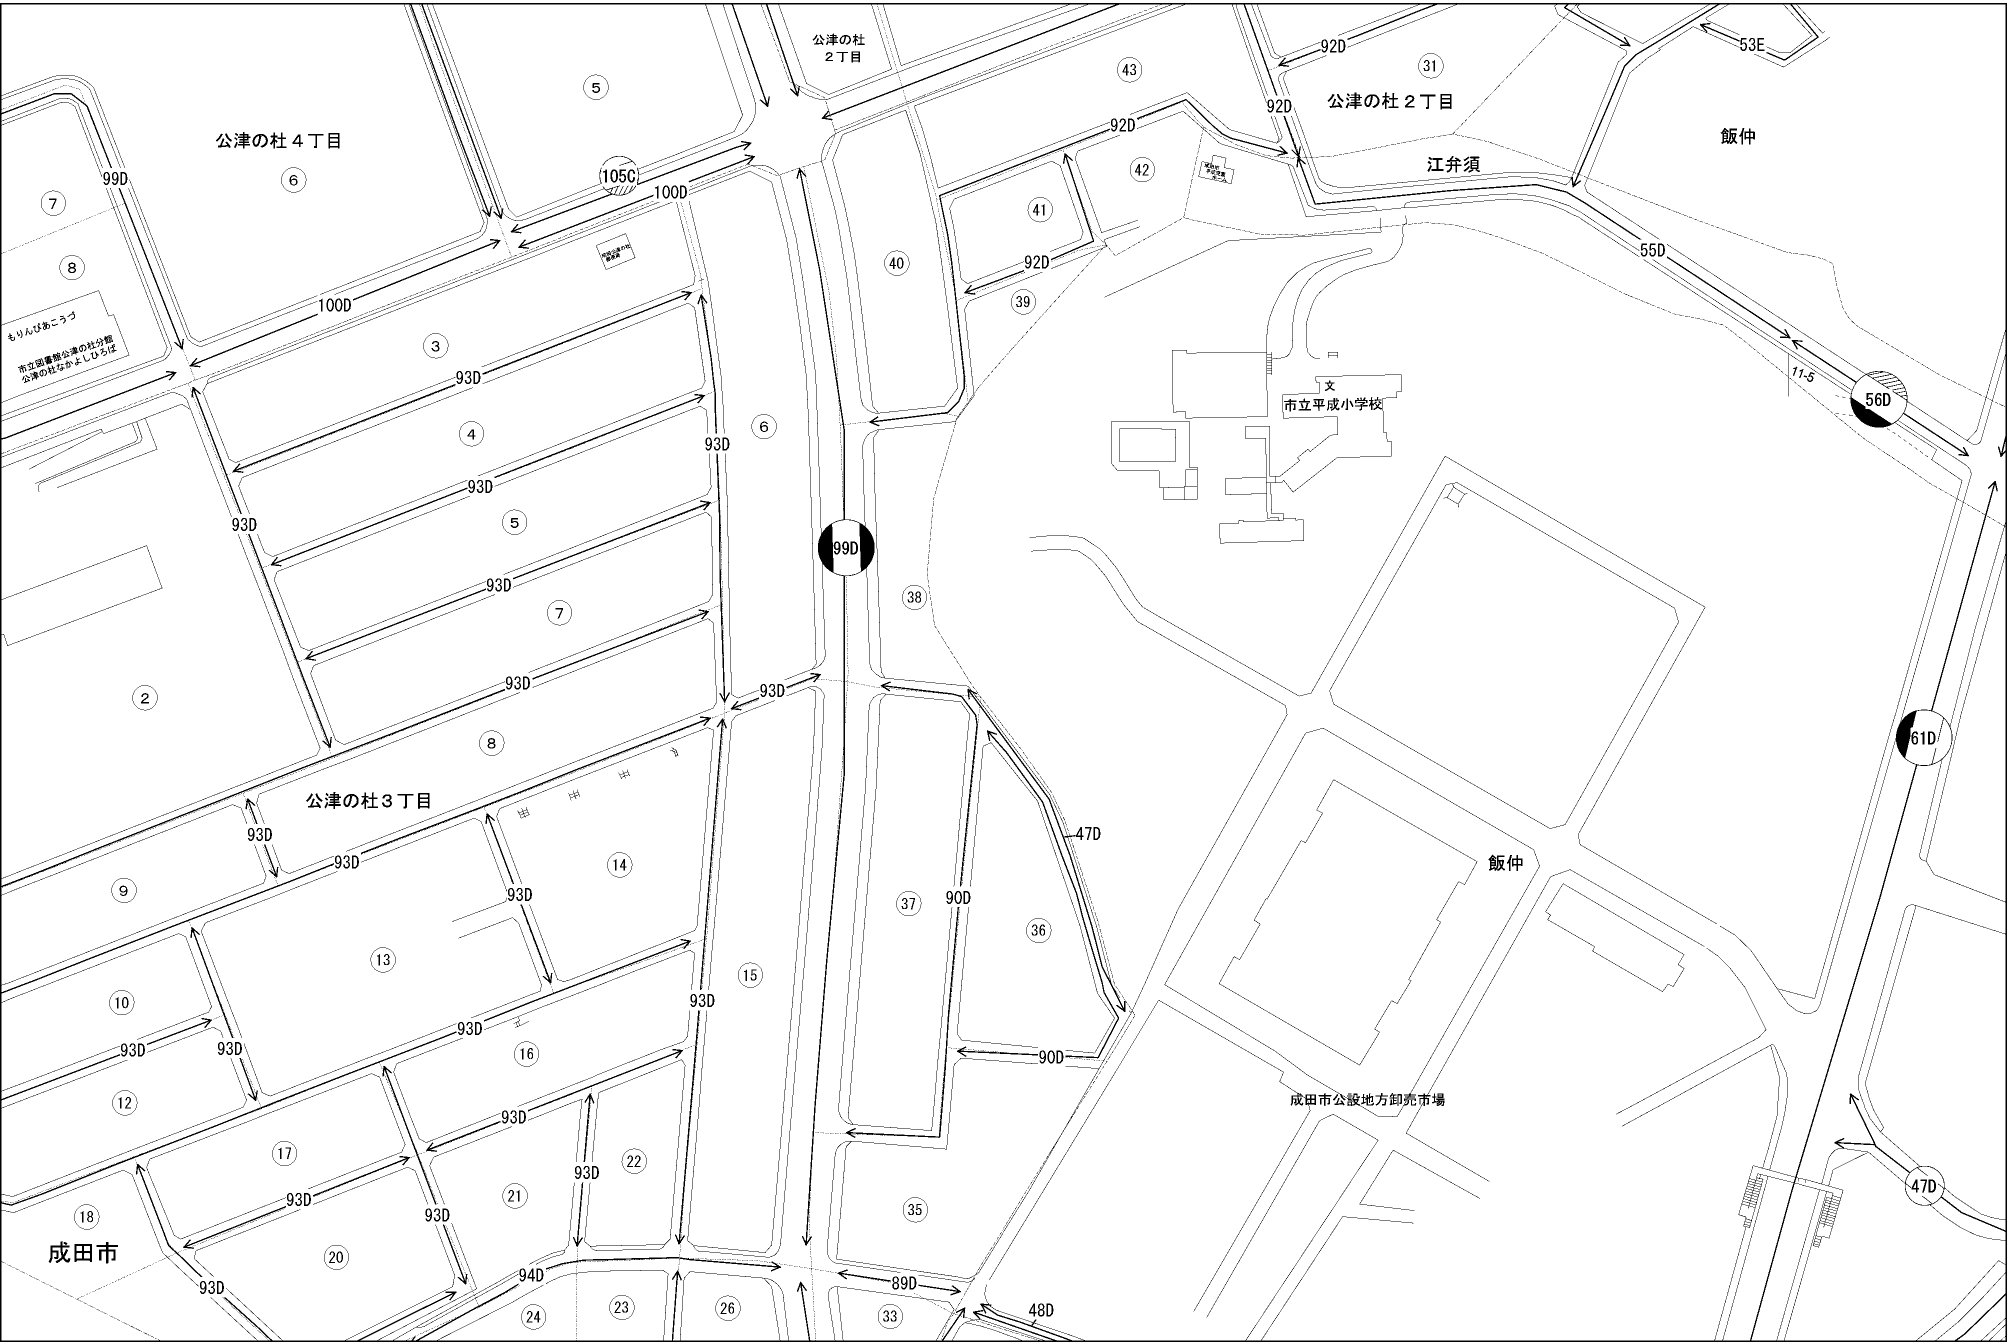 公津の杜
２丁目
92D
53E
43
31
5
公津の杜２丁目
92D
92D
飯仲
公津の杜４丁目
江弁須
99D
105C
42
6
100D
7
41
55D
40
92D
8
39
100D
もりんぴあこうづ
市立図書館公津の杜分館
公津の杜なかよしひろば
3
93D
11-5
文
56D
市立平成小学校
4
93D
6
93D
5
93D
99D
93D
7
38
93D
2
93D
61D
8
公津の杜３丁目
93D
47D
93D
14
飯仲
9
93D
90D
37
36
13
15
10
93D
93D
93D
16
93D
90D
12
成田市公設地方卸売市場
93D
17
22
93D
21
93D
93D
47D
18
35
成田市
20
94D
89D
93D
24
23
26
33
48D